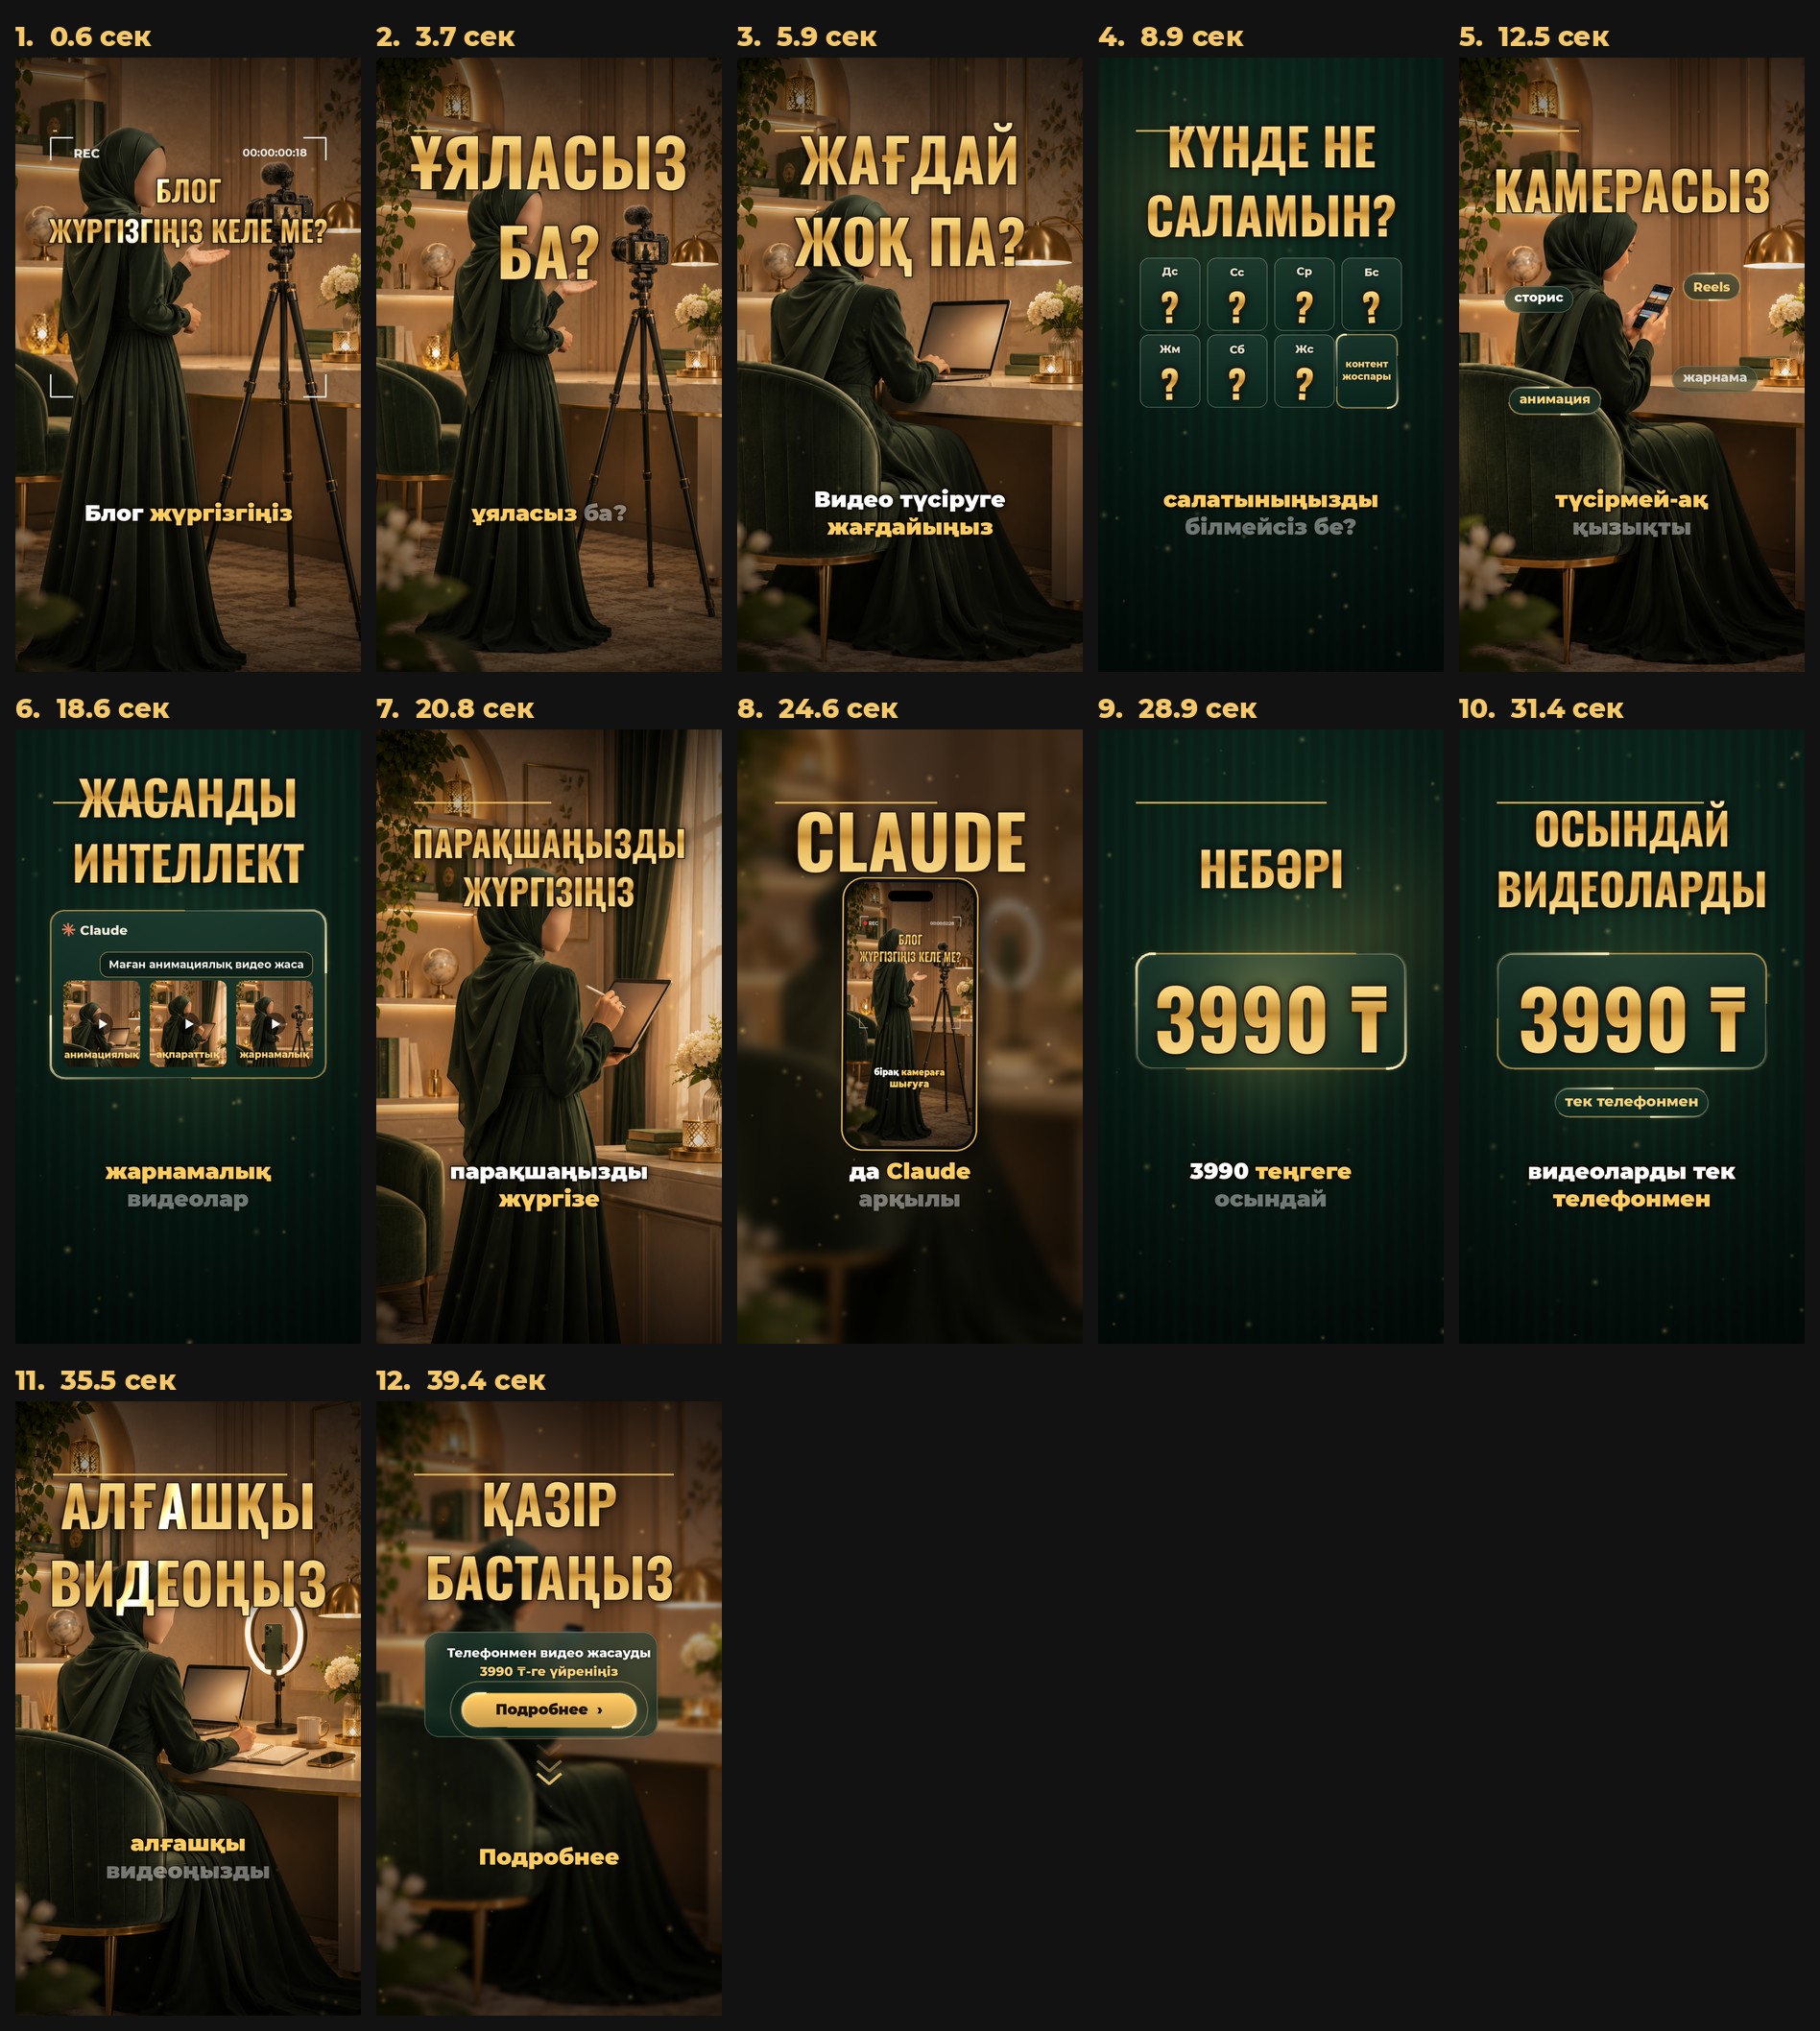 1. 0.6 сек
REC
00:00:00:18
БЛОГ
ЖҮРГІЗГІҢІЗ КЕЛЕ МЕ?
Блог жүргізгіңіз
2. 3.7 сек
ҰЯЛАСЫЗ
БА?
ұяласыз ба?
3. 5.9 сек
ЖАҒДАЙ
ЖОҚ ПА?
Видео түсіруге
жағдайыңыз
4. 8.9 сек
КҮНДЕ НЕ
САЛАМЫН?
Дс
Сс
Ср
Бс
?
?
?
?
Жм
Сб
Жс
контент
жоспары
?
?
?
салатыныңызды
білмейсіз бе?
5. 12.5 сек
КАМЕРАСЫЗ
Reels
сторис
жарнама
анимация
түсірмей-ақ
қызықты
6. 18.6 сек
ЖАСАНДЫ
ИНТЕЛЛЕКТ
Claude
Маған анимациялық видео жаса
анимациялық
ақпараттық
жарнамалық
жарнамалық
видеолар
7. 20.8 сек
ПАРАҚШАҢЫЗДЫ
ЖҮРГІЗІҢІЗ
парақшаңызды
жүргізе
8. 24.6 сек
CLAUDE
REC
БЛОГ
ЖҮРГІЗГІҢІЗ КЕЛЕ МЕ?
бірақ камераға
шығуға
да Claude
арқылы
9. 28.9 сек
НЕБӘРІ
3990 ₸
3990 теңгеге
осындай
10. 31.4 сек
ОСЫНДАЙ
ВИДЕОЛАРДЫ
3990 ₸
тек телефонмен
видеоларды тек
телефонмен
11. 35.5 сек
АЛҒАШҚЫ
ВИДЕОҢЫЗ
алғашқы
видеоңызды
12. 39.4 сек
ҚАЗІР
БАСТАҢЫЗ
Телефонмен видео жасауды
3990 ₸-ге үйреніңіз
Подробнее ›
Подробнее